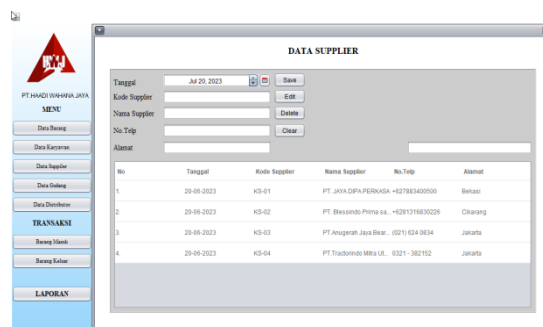 PT.HAADI WAHANA JAYA
MENU
Data Barang
Data Karyawan
Data Supplier
Data Gudang
Data Distributor
TRANSAKSI
Barang Masuk
Barang Keluar
LAPORAN
DATA SUPPLIER
Tanggal Jul 20, 2023 Save
Kode Supplier Edit
Nama Supplier Delete
No.Telp Clear
Alamat
No Tanggal Kode Supplier Nama Supplier No.Telp Alamat
1. 20-06-2023 KS-01 PT. JAYA DIPA PERKASA +627883400500 Bekasi
2. 20-06-2023 KS-02 PT. Blessindo Prima sa... +6281316830226 Cikarang
3. 20-06-2023 KS-03 PT.Anugerah Jaya Bear... (021) 624 0834 Jakarta
4. 20-06-2023 KS-04 PT.Tractorindo Mitra Ut... 0321 - 382152 Jakarta